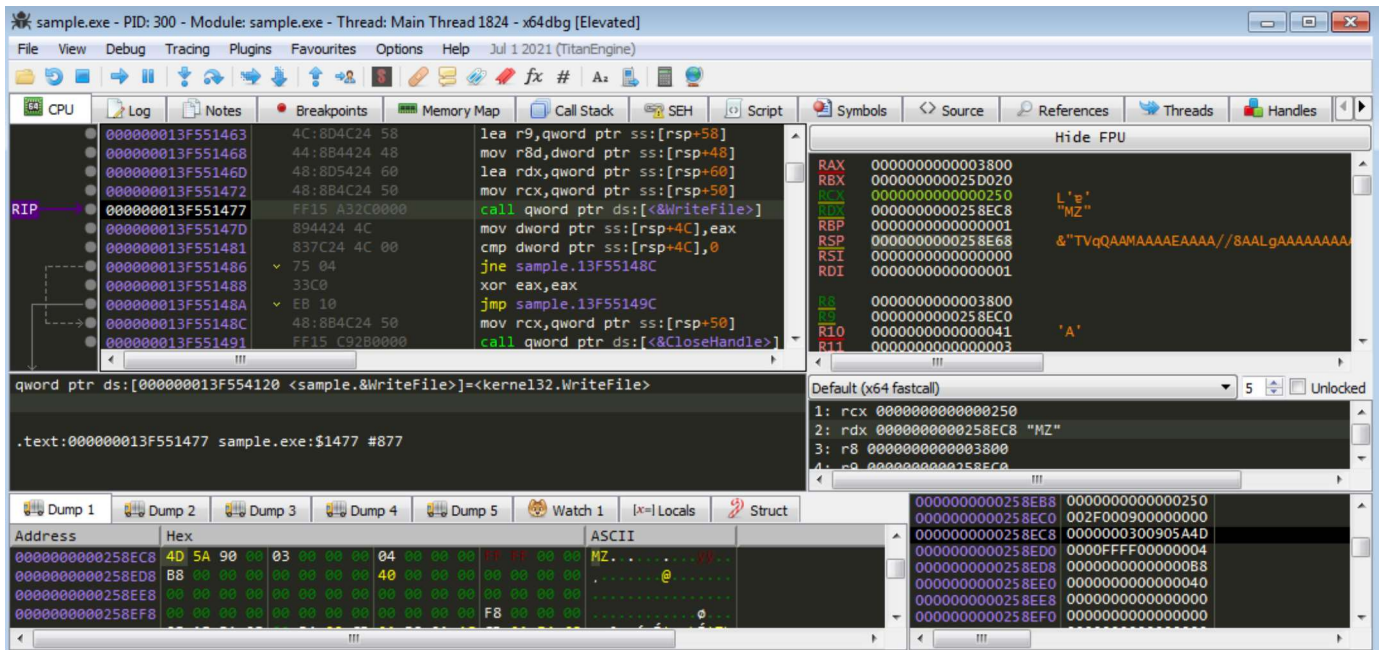 sample.exe - PID: 300 - Module: sample.exe - Thread: Main Thread 1824 - x64dbg [Elevated]
File View Debug Tracing Plugins Favourites Options Help Jul 1 2021 (TitanEngine)
CPU Log Notes Breakpoints Memory Map Call Stack SEH Script Symbols Source References Threads Handles
Hide FPU
000000013F551463 4C:8D4C24 58 lea r9,qword ptr ss:[rsp+58]
000000013F551468 44:8B4424 48 mov r8d,dword ptr ss:[rsp+48]
000000013F55146D 48:8D5424 60 lea rdx,qword ptr ss:[rsp+60]
000000013F551472 48:8B4C24 50 mov rcx,qword ptr ss:[rsp+50]
RIP 000000013F551477 FF15 A32C0000 call qword ptr ds:[<&WriteFile>]
000000013F55147D 894424 4C mov dword ptr ss:[rsp+4C],eax
000000013F551481 837C24 4C 00 cmp dword ptr ss:[rsp+4C],0
000000013F551486 75 04 jne sample.13F55148C
000000013F551488 33C0 xor eax,eax
000000013F55148A EB 10 jmp sample.13F55149C
000000013F55148C 48:8B4C24 50 mov rcx,qword ptr ss:[rsp+50]
000000013F551491 FF15 C92B0000 call qword ptr ds:[<&CloseHandle>]
RAX 0000000000003800
RBX 000000000025D020
RCX 0000000000000250
RDX 0000000000258EC8 "MZ"
RBP 0000000000000001
RSP 0000000000258E68 &"TVqQAAMAAAAEAAAA//8AALgAAAAAAAAA
RSI 0000000000000000
RDI 0000000000000001
R8 0000000000003800
R9 0000000000258EC0
R10 0000000000000041 'A'
R11 0000000000000003
qword ptr ds:[000000013F554120 <sample.&WriteFile>]=<kernel32.WriteFile>
.text:000000013F551477 sample.exe:$1477 #877
Default (x64 fastcall) 5 Unlocked
1: rcx 0000000000000250
2: rdx 0000000000258EC8 "MZ"
3: r8 0000000000003800
4: r9 0000000000258EC0
Dump 1 Dump 2 Dump 3 Dump 4 Dump 5 Watch 1 [x=] Locals Struct
Address Hex ASCII
0000000000258EC8 4D 5A 90 00 03 00 00 00 04 00 00 00 FF FF 00 00 MZ..........ÿÿ..
0000000000258ED8 B8 00 00 00 00 00 00 00 40 00 00 00 00 00 00 00 ¸.......@.......
0000000000258EE8 00 00 00 00 00 00 00 00 00 00 00 00 00 00 00 00 ................
0000000000258EF8 00 00 00 00 00 00 00 00 00 00 00 00 F8 00 00 00 ............ø...
0000000000258EB8 0000000000000250
0000000000258EC0 002F000900000000
0000000000258EC8 0000000300905A4D
0000000000258ED0 0000FFFF00000004
0000000000258ED8 00000000000000B8
0000000000258EE0 0000000000000040
0000000000258EE8 0000000000000000
0000000000258EF0 0000000000000000